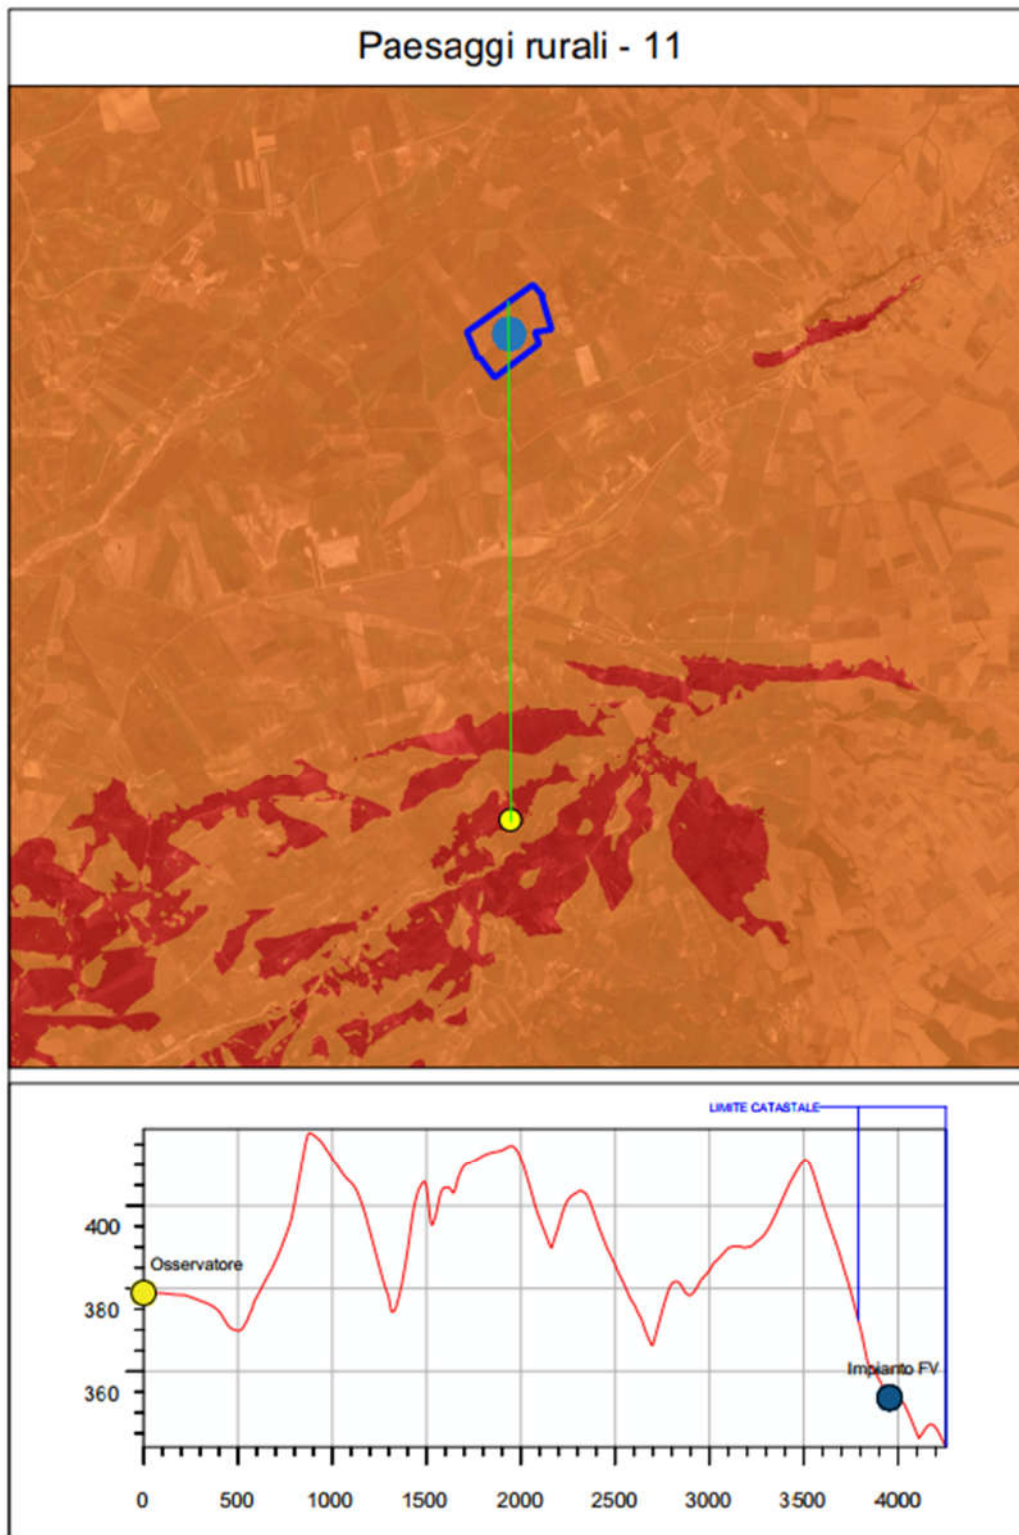 Paesaggi rurali - 11
LIMITE CATASTALE
400
Osservatore
380
Impianto FV
360
0 500 1000 1500 2000 2500 3000 3500 4000